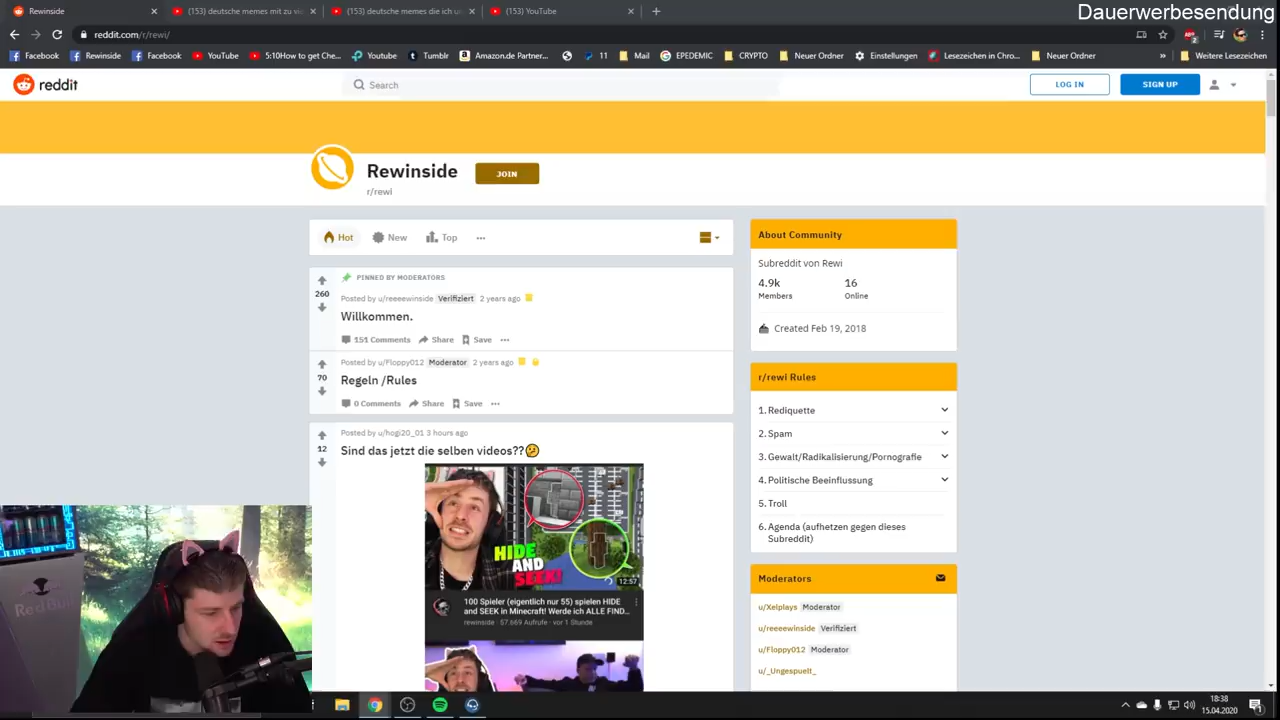 Dauerwerbesendung
Rewinside
(153) deutsche memes mit zu vi
(153) deutsche memes die ich u
(153) YouTube
reddit.com/r/rewi/
Facebook
Rewinside
Facebook
YouTube
5:10How to get Che...
Youtube
Tumblr
Amazon.de Partner...
11
Mail
EPEDEMIC
CRYPTO
Neuer Ordner
Einstellungen
Lesezeichen in Chro...
Neuer Ordner
»
Weitere Lesezeichen
reddit
Search
LOG IN
SIGN UP
Rewinside
JOIN
r/rewi
Hot
New
Top
...
PINNED BY MODERATORS
260
Posted by u/reeeewinside Verifiziert 2 years ago
Willkommen.
151 Comments Share Save ...
Posted by u/Floppy012 Moderator 2 years ago
70
Regeln /Rules
0 Comments Share Save ...
Posted by u/hogi20_01 3 hours ago
12
Sind das jetzt die selben videos??🤔
HIDE
AND
SEEK!
12:57
100 Spieler (eigentlich nur 55) spielen HIDE
and SEEK in Minecraft! Werde ich ALLE FIND...
rewinside · 57.669 Aufrufe · vor 1 Stunde
About Community
Subreddit von Rewi
4.9k 16
Members Online
Created Feb 19, 2018
r/rewi Rules
1. Rediquette
2. Spam
3. Gewalt/Radikalisierung/Pornografie
4. Politische Beeinflussung
5. Troll
6. Agenda (aufhetzen gegen dieses
Subreddit)
Moderators
u/Xelplays Moderator
u/reeeewinside Verifiziert
u/Floppy012 Moderator
u/_Ungespuelt_
18:38
15.04.2020